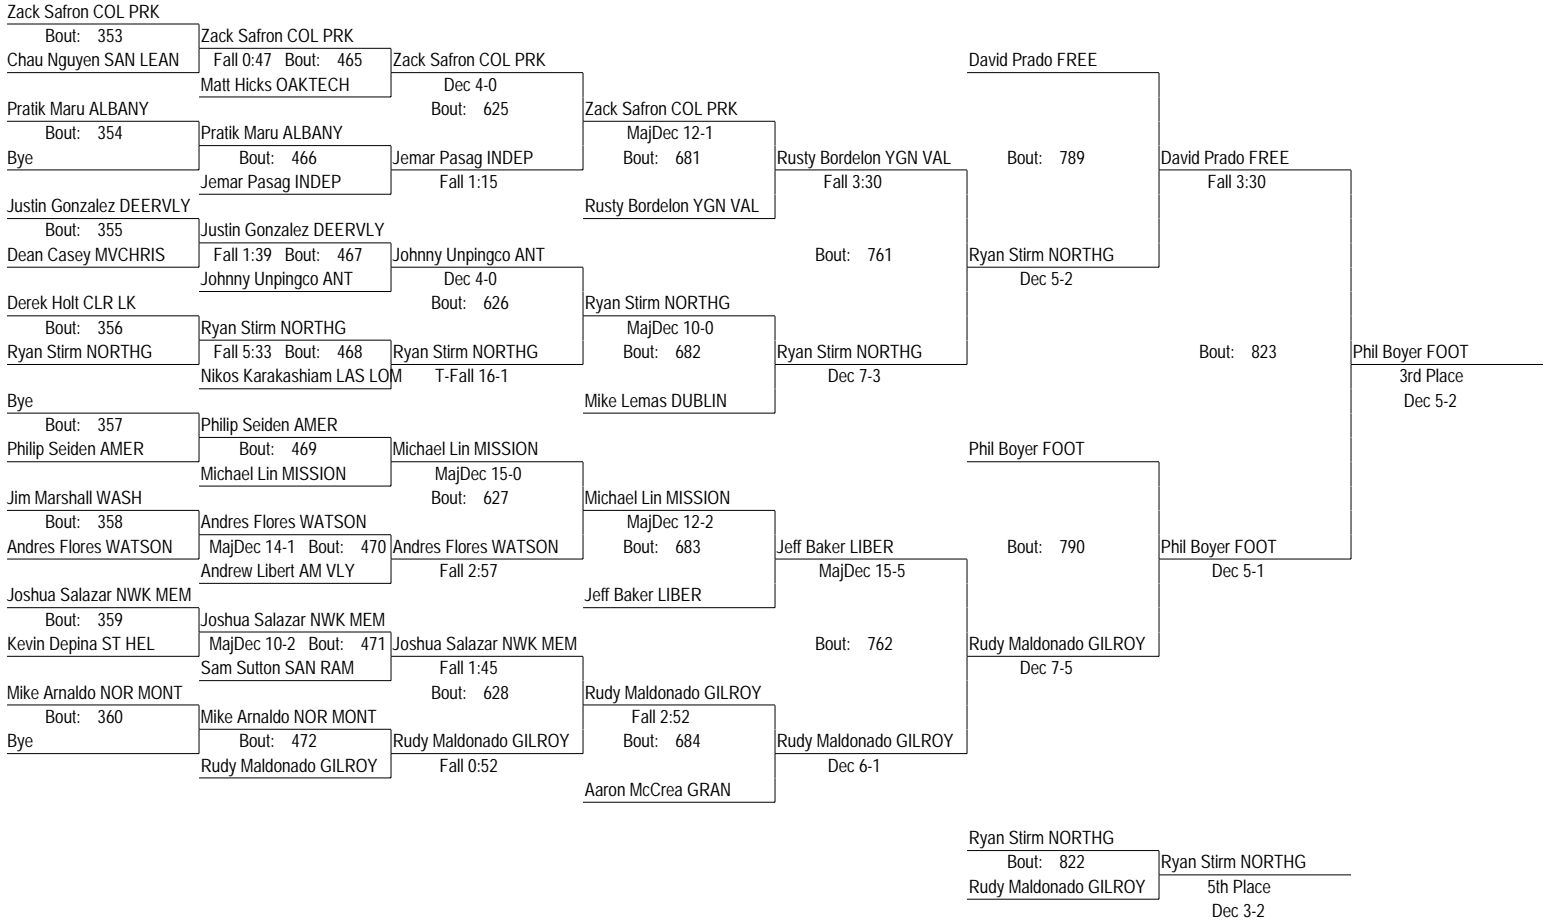 Zack Safron COL PRK
Bout: 353
Zack Safron COL PRK
Chau Nguyen SAN LEAN
Fall 0:47 Bout: 465
Zack Safron COL PRK
David Prado FREE
Matt Hicks OAKTECH
Dec 4-0
Pratik Maru ALBANY
Bout: 625
Zack Safron COL PRK
Bout: 354
Pratik Maru ALBANY
MajDec 12-1
Bye
Bout: 466
Jemar Pasag INDEP
Bout: 681
Rusty Bordelon YGN VAL
Bout: 789
David Prado FREE
Jemar Pasag INDEP
Fall 1:15
Fall 3:30
Fall 3:30
Justin Gonzalez DEERVLY
Rusty Bordelon YGN VAL
Bout: 355
Justin Gonzalez DEERVLY
Dean Casey MVCHRIS
Fall 1:39 Bout: 467
Johnny Unpingco ANT
Bout: 761
Ryan Stirm NORTHG
Johnny Unpingco ANT
Dec 4-0
Dec 5-2
Derek Holt CLR LK
Bout: 626
Ryan Stirm NORTHG
Bout: 356
Ryan Stirm NORTHG
MajDec 10-0
Ryan Stirm NORTHG
Fall 5:33 Bout: 468
Ryan Stirm NORTHG
Bout: 682
Ryan Stirm NORTHG
Bout: 823
Phil Boyer FOOT
Nikos Karakashiam LAS LOM
T-Fall 16-1
Dec 7-3
3rd Place
Bye
Mike Lemas DUBLIN
Dec 5-2
Bout: 357
Philip Seiden AMER
Philip Seiden AMER
Bout: 469
Michael Lin MISSION
Phil Boyer FOOT
Michael Lin MISSION
MajDec 15-0
Jim Marshall WASH
Bout: 627
Michael Lin MISSION
Bout: 358
Andres Flores WATSON
MajDec 12-2
Andres Flores WATSON
MajDec 14-1 Bout: 470
Andres Flores WATSON
Bout: 683
Jeff Baker LIBER
Bout: 790
Phil Boyer FOOT
Andrew Libert AM VLY
Fall 2:57
MajDec 15-5
Dec 5-1
Joshua Salazar NWK MEM
Jeff Baker LIBER
Bout: 359
Joshua Salazar NWK MEM
Kevin Depina ST HEL
MajDec 10-2 Bout: 471
Joshua Salazar NWK MEM
Bout: 762
Rudy Maldonado GILROY
Sam Sutton SAN RAM
Fall 1:45
Dec 7-5
Mike Arnaldo NOR MONT
Bout: 628
Rudy Maldonado GILROY
Bout: 360
Mike Arnaldo NOR MONT
Fall 2:52
Bye
Bout: 472
Rudy Maldonado GILROY
Bout: 684
Rudy Maldonado GILROY
Rudy Maldonado GILROY
Fall 0:52
Dec 6-1
Aaron McCrea GRAN
Ryan Stirm NORTHG
Bout: 822
Ryan Stirm NORTHG
Rudy Maldonado GILROY
5th Place
Dec 3-2